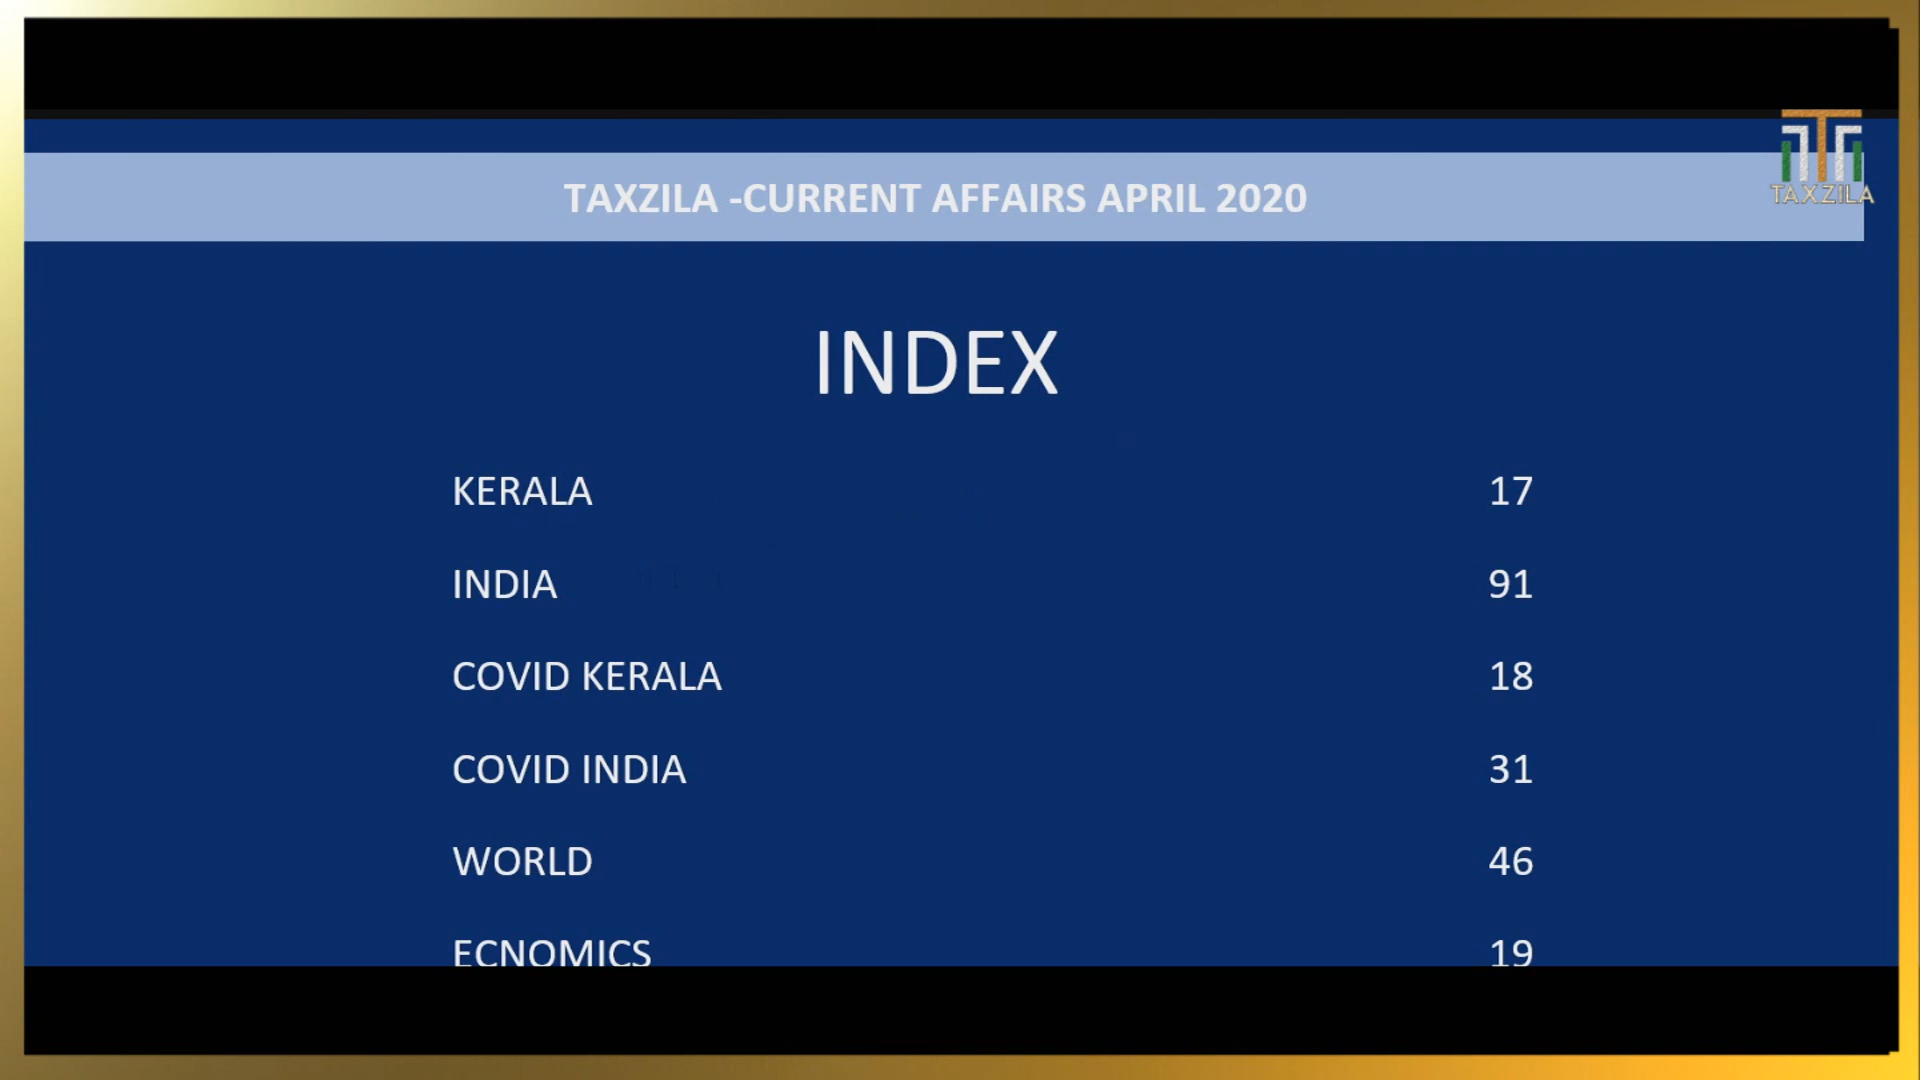 TAXZILA -CURRENT AFFAIRS APRIL 2020
TAXZILA
INDEX
KERALA 17
INDIA 91
COVID KERALA 18
COVID INDIA 31
WORLD 46
ECNOMICS 19